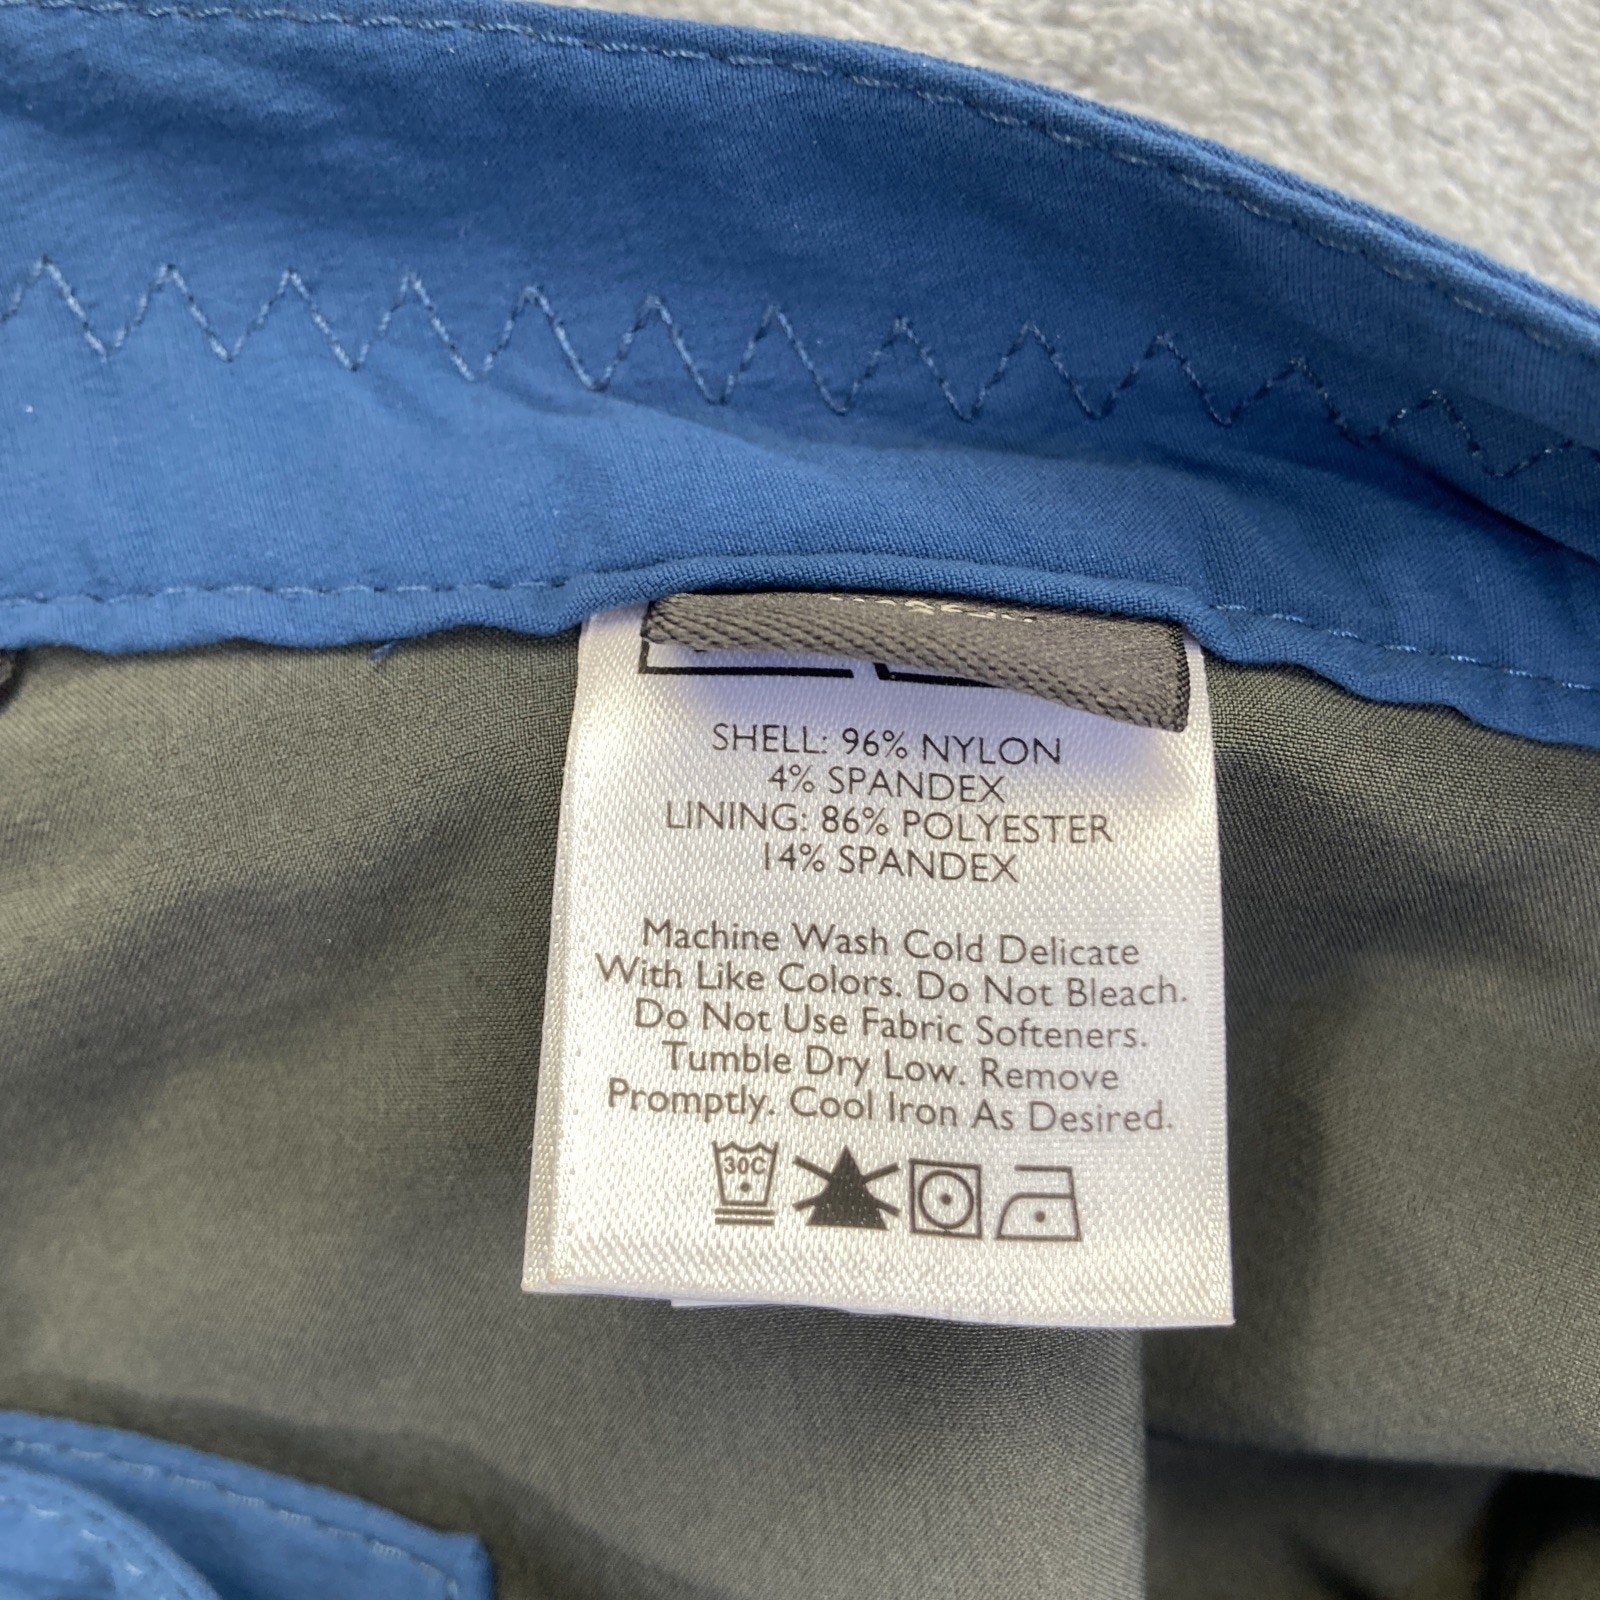 SHELL: 96% NYLON
4% SPANDEX
LINING: 86% POLYESTER
14% SPANDEX
Machine Wash Cold Delicate
With Like Colors. Do Not Bleach.
Do Not Use Fabric Softeners.
Tumble Dry Low. Remove
Promptly. Cool Iron As Desired.
30C